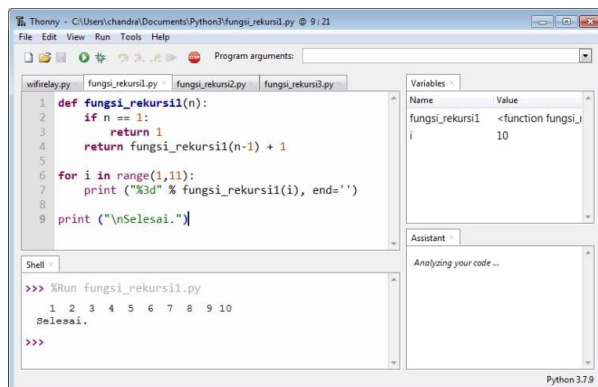 Thonny - C:\Users\chandra\Documents\Python3\fungsi_rekursi1.py @ 9 : 21
File Edit View Run Tools Help
Program arguments:
wifirelay.py fungsi_rekursi1.py fungsi_rekursi2.py fungsi_rekursi3.py
1 def fungsi_rekursi1(n):
2     if n == 1:
3         return 1
4     return fungsi_rekursi1(n-1) + 1
5
6 for i in range(1,11):
7     print ("%3d" % fungsi_rekursi1(i), end='')
8
9 print ("\nSelesai.")
Variables
Name Value
fungsi_rekursi1 <function fungsi_r
i 10
Assistant
Analyzing your code ...
Shell
>>> %Run fungsi_rekursi1.py
1 2 3 4 5 6 7 8 9 10
Selesai.
>>>
Python 3.7.9